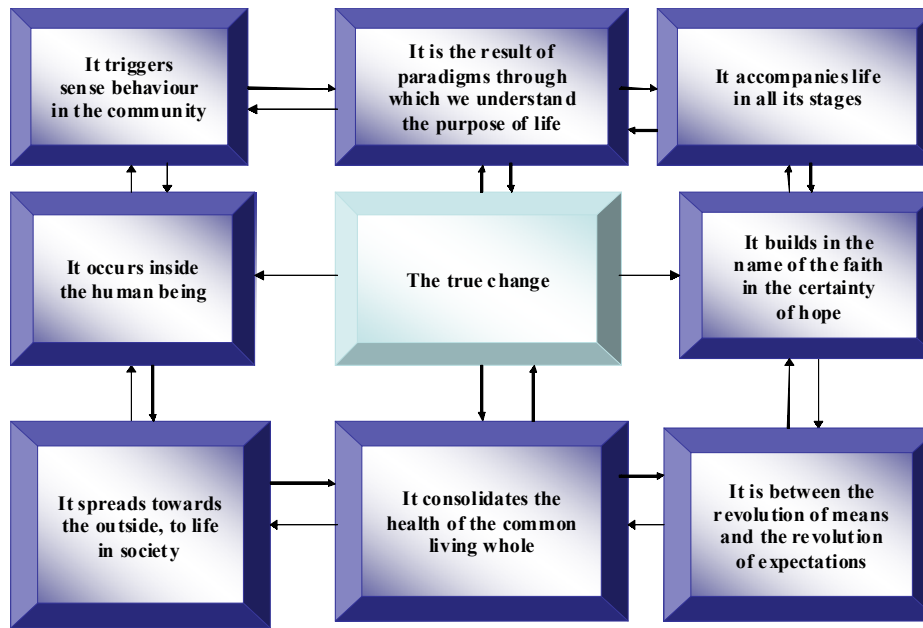 It triggers
sense behaviour
in the community
It is the result of
paradigms through
which we understand
the purpose of life
It accompanies life
in all its stages
It occurs inside
the human being
The true change
It builds in the
name of the faith
in the certainty
of hope
It spreads towards
the outside, to life
in society
It consolidates the
health of the common
living whole
It is between the
revolution of means
and the revolution
of expectations